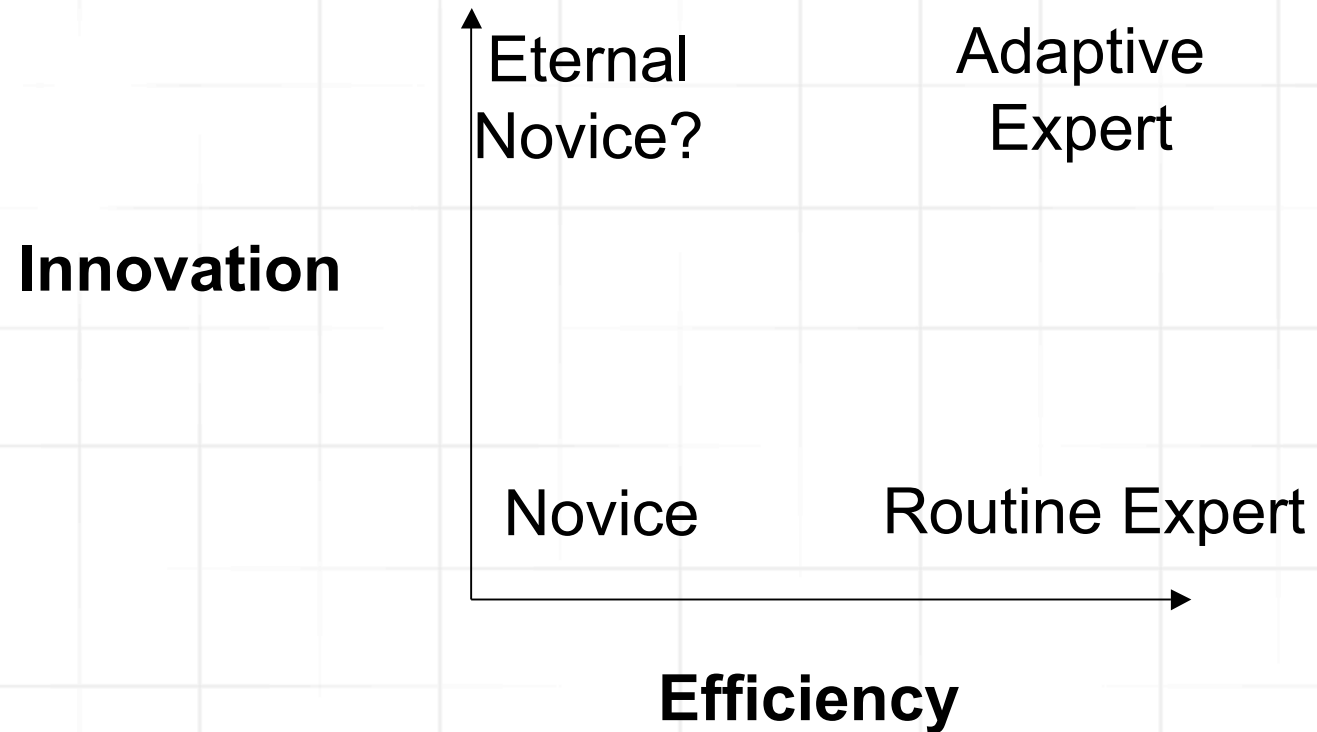 Eternal
Novice?
Adaptive
Expert
Innovation
Novice
Routine Expert
Efficiency